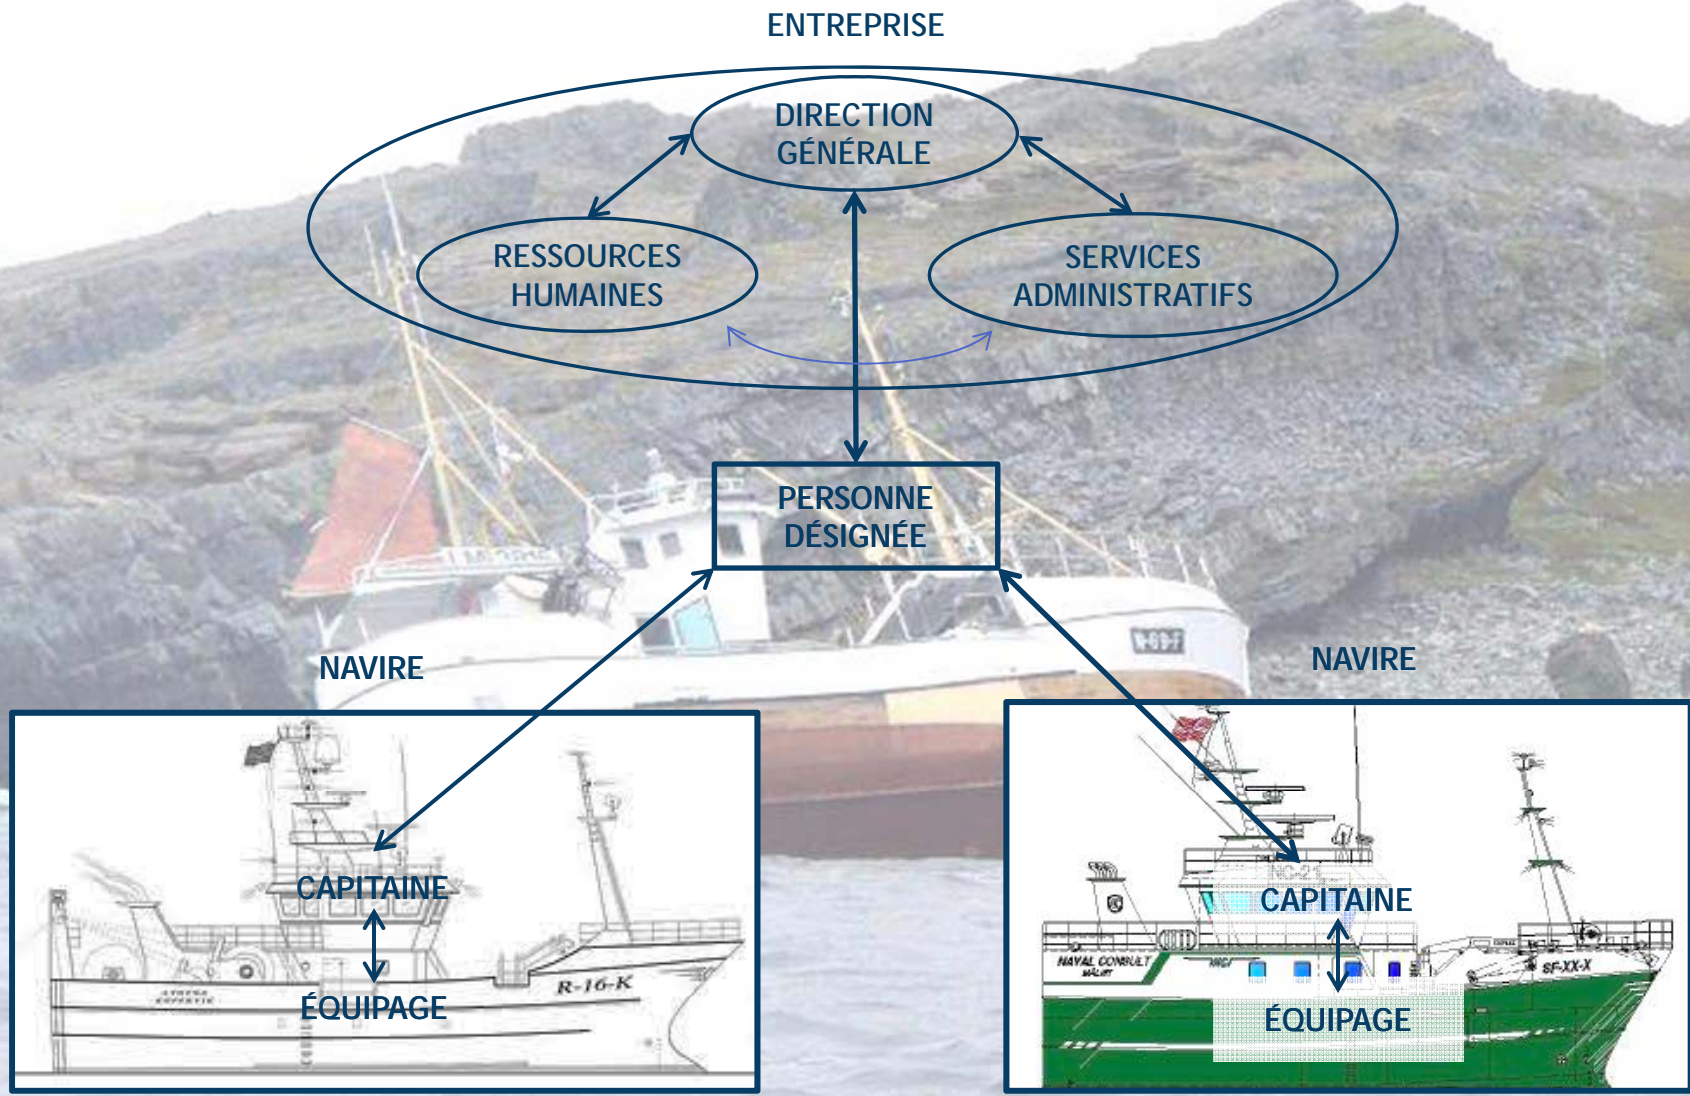 ENTREPRISE
DIRECTION
GÉNÉRALE
RESSOURCES
HUMAINES
SERVICES
ADMINISTRATIFS
PERSONNE
DÉSIGNÉE
NAVIRE
NAVIRE
CAPITAINE
ÉQUIPAGE
R-16-K
CAPITAINE
NAVAL CONSULT
SF-XX-X
ÉQUIPAGE